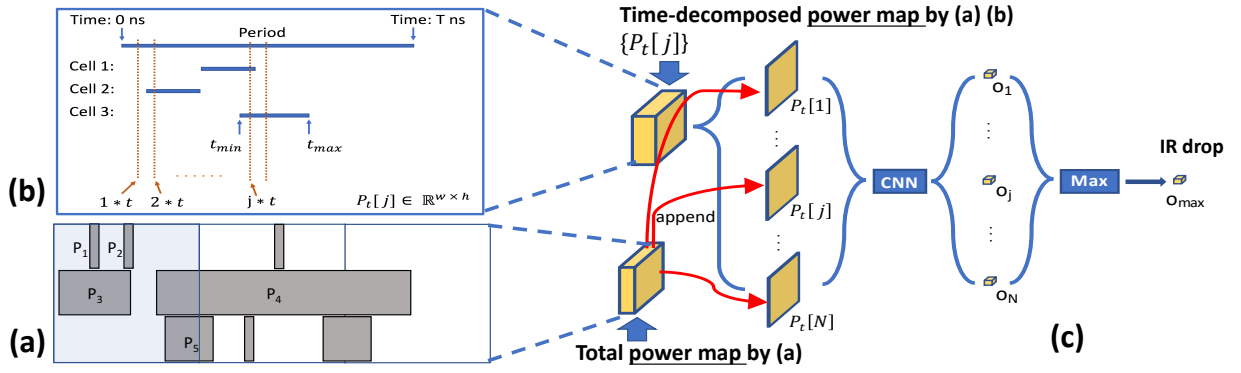 Time: 0 ns
Time: T ns
Period
Cell 1:
Cell 2:
Cell 3:
t_min
t_max
. . . . . .
1 * t
2 * t
j * t
P_t[j] ∈ ℝ^{w × h}
(b)
P_1
P_2
P_3
P_4
P_5
(a)
Time-decomposed power map by (a) (b)
{P_t[j]}
P_t[1]
P_t[j]
append
P_t[N]
Total power map by (a)
CNN
O_1
O_j
O_N
Max
IR drop
O_max
(c)